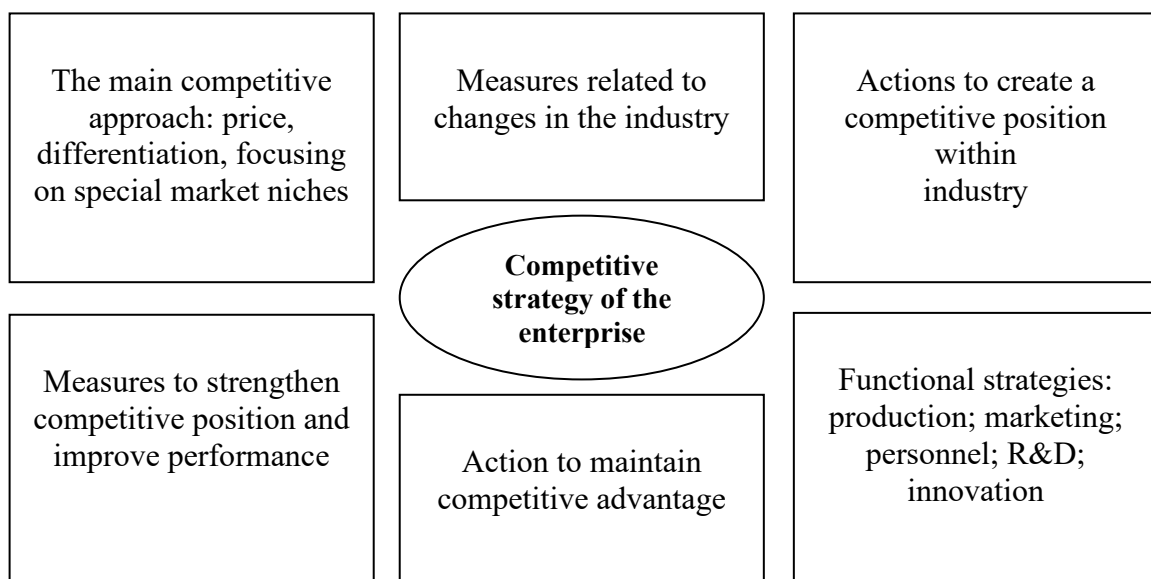 The main competitive
approach: price,
differentiation, focusing
on special market niches
Measures related to
changes in the industry
Actions to create a
competitive position
within
industry
Competitive
strategy of the
enterprise
Measures to strengthen
competitive position and
improve performance
Action to maintain
competitive advantage
Functional strategies:
production; marketing;
personnel; R&D;
innovation